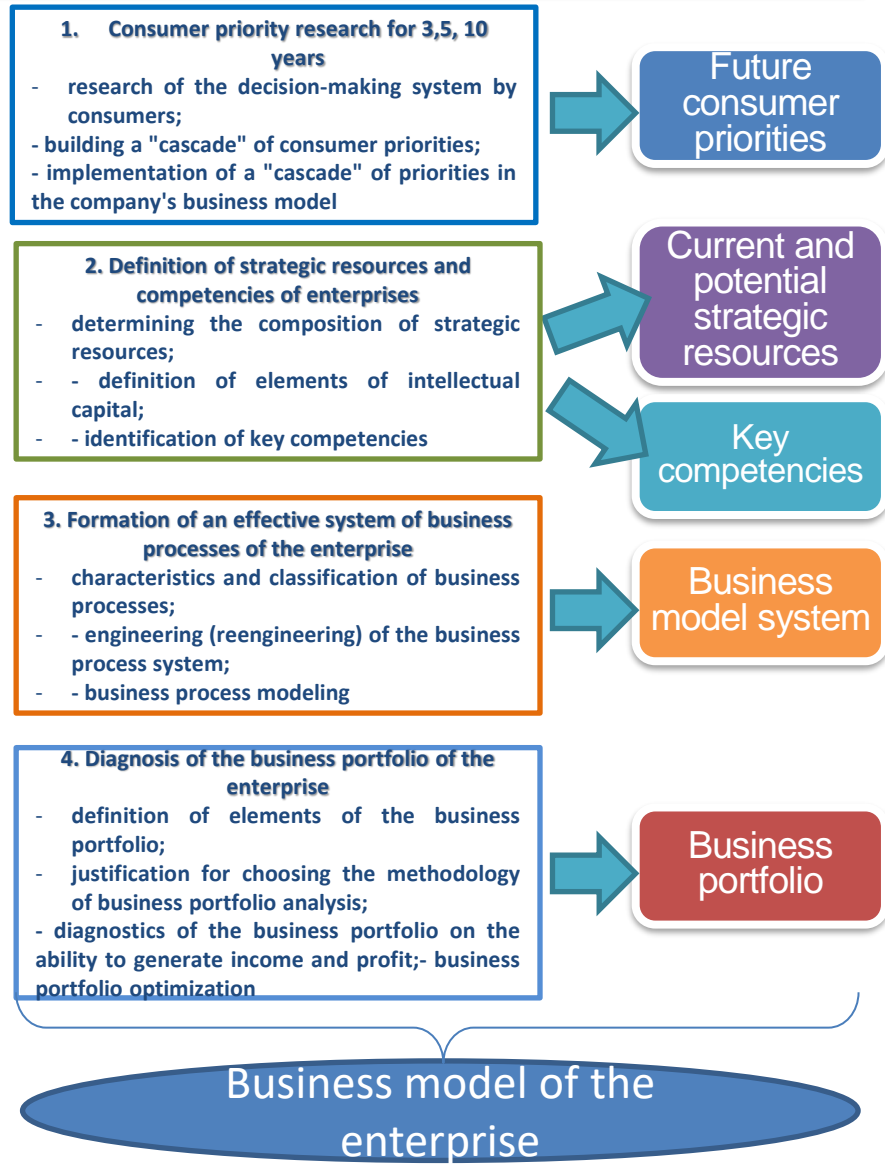 1. Consumer priority research for 3,5, 10
years
- research of the decision-making system by
consumers;
- building a "cascade" of consumer priorities;
- implementation of a "cascade" of priorities in
the company's business model
Future
consumer
priorities
2. Definition of strategic resources and
competencies of enterprises
- determining the composition of strategic
resources;
- - definition of elements of intellectual
capital;
- - identification of key competencies
Current and
potential
strategic
resources
Key
competencies
3. Formation of an effective system of business
processes of the enterprise
- characteristics and classification of business
processes;
- - engineering (reengineering) of the business
process system;
- - business process modeling
Business
model system
4. Diagnosis of the business portfolio of the
enterprise
- definition of elements of the business
portfolio;
- justification for choosing the methodology
of business portfolio analysis;
- diagnostics of the business portfolio on the
ability to generate income and profit;- business
portfolio optimization
Business
portfolio
Business model of the
enterprise